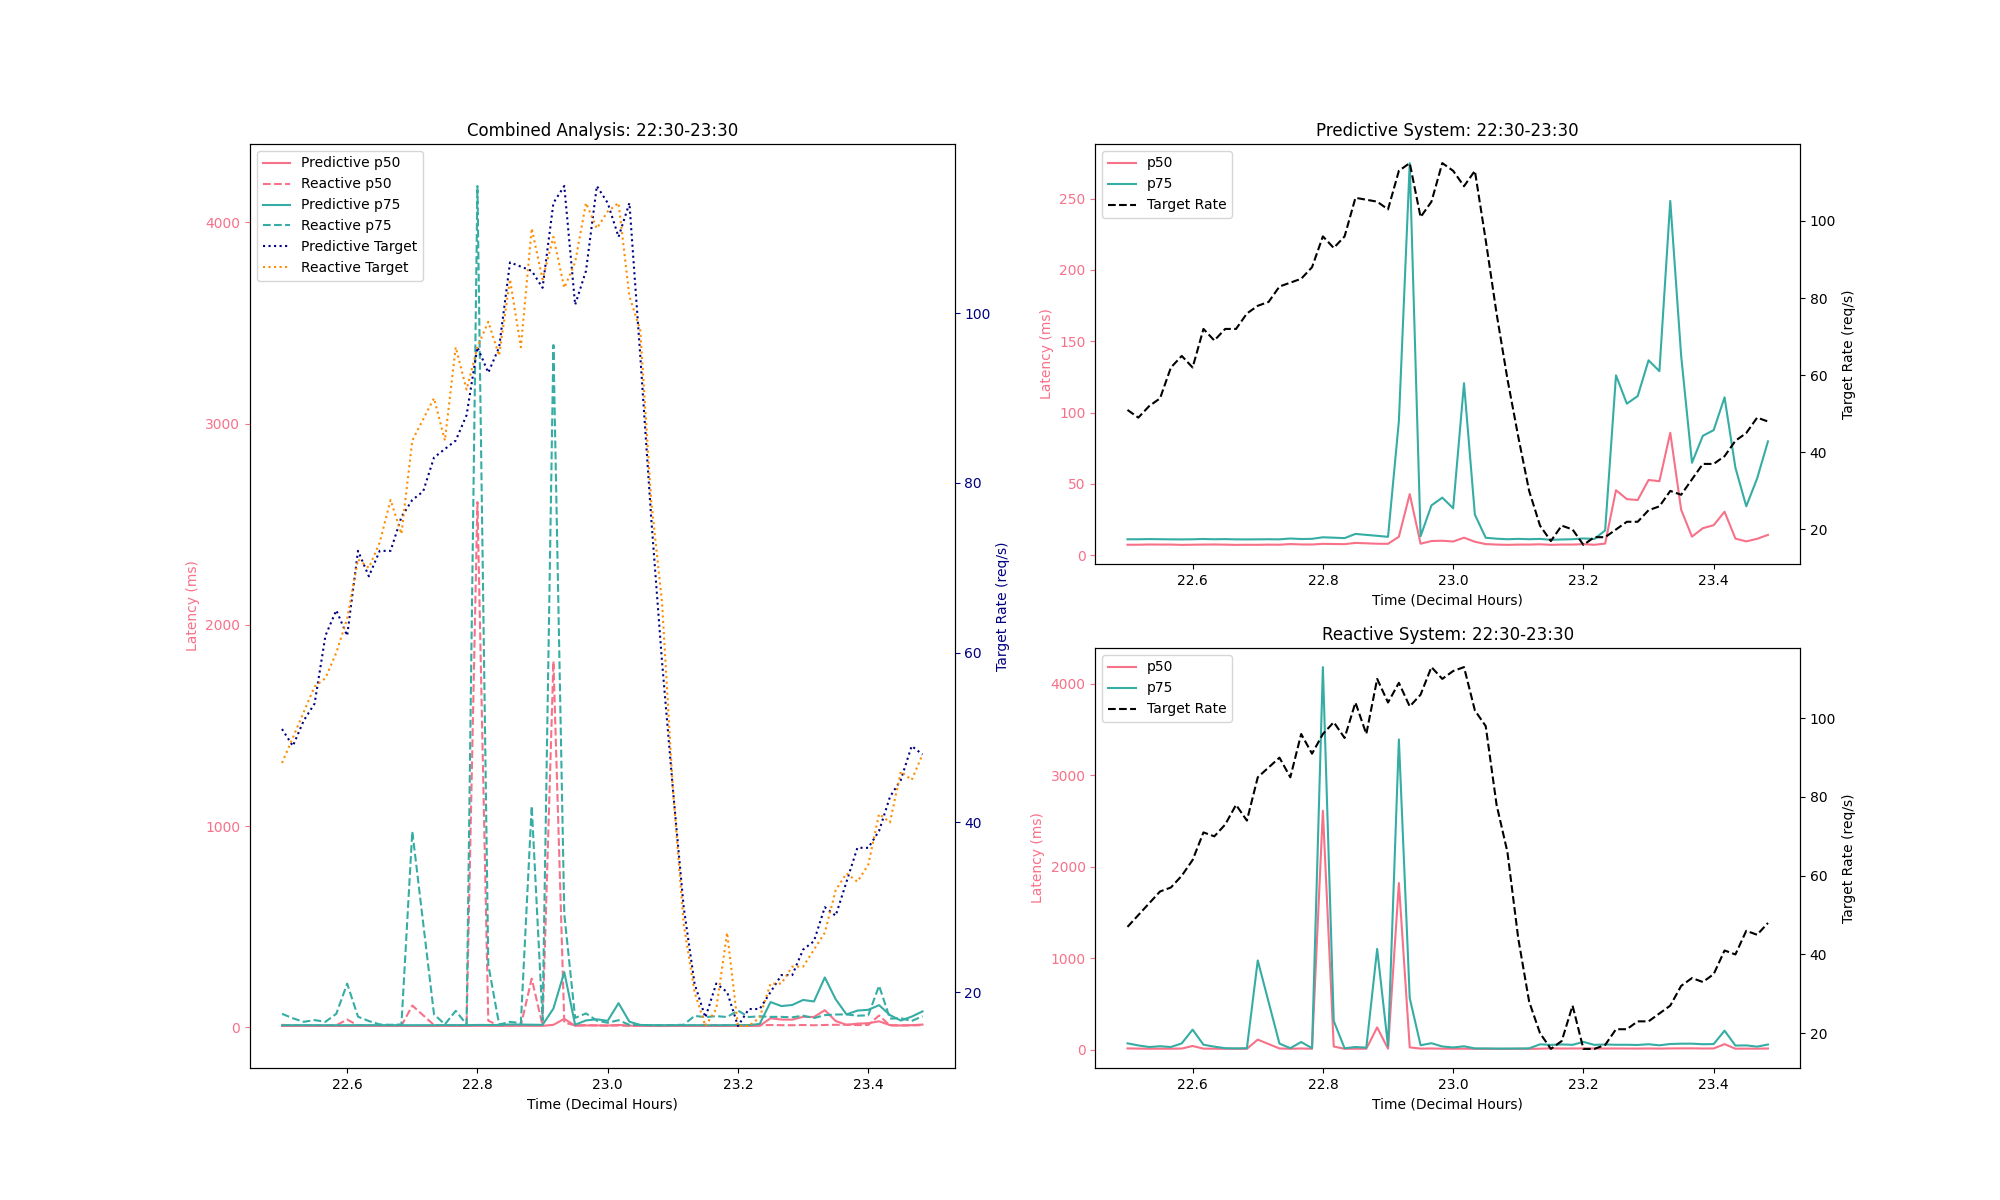 Combined Analysis: 22:30-23:30
Predictive p50
Reactive p50
Predictive p75
Reactive p75
Predictive Target
Reactive Target
4000
3000
2000
1000
0
Latency (ms)
100
80
60
40
20
Target Rate (req/s)
22.6 22.8 23.0 23.2 23.4
Time (Decimal Hours)
Predictive System: 22:30-23:30
p50
p75
Target Rate
250
200
150
100
50
0
Latency (ms)
100
80
60
40
20
Target Rate (req/s)
22.6 22.8 23.0 23.2 23.4
Time (Decimal Hours)
Reactive System: 22:30-23:30
p50
p75
Target Rate
4000
3000
2000
1000
0
Latency (ms)
100
80
60
40
20
Target Rate (req/s)
22.6 22.8 23.0 23.2 23.4
Time (Decimal Hours)